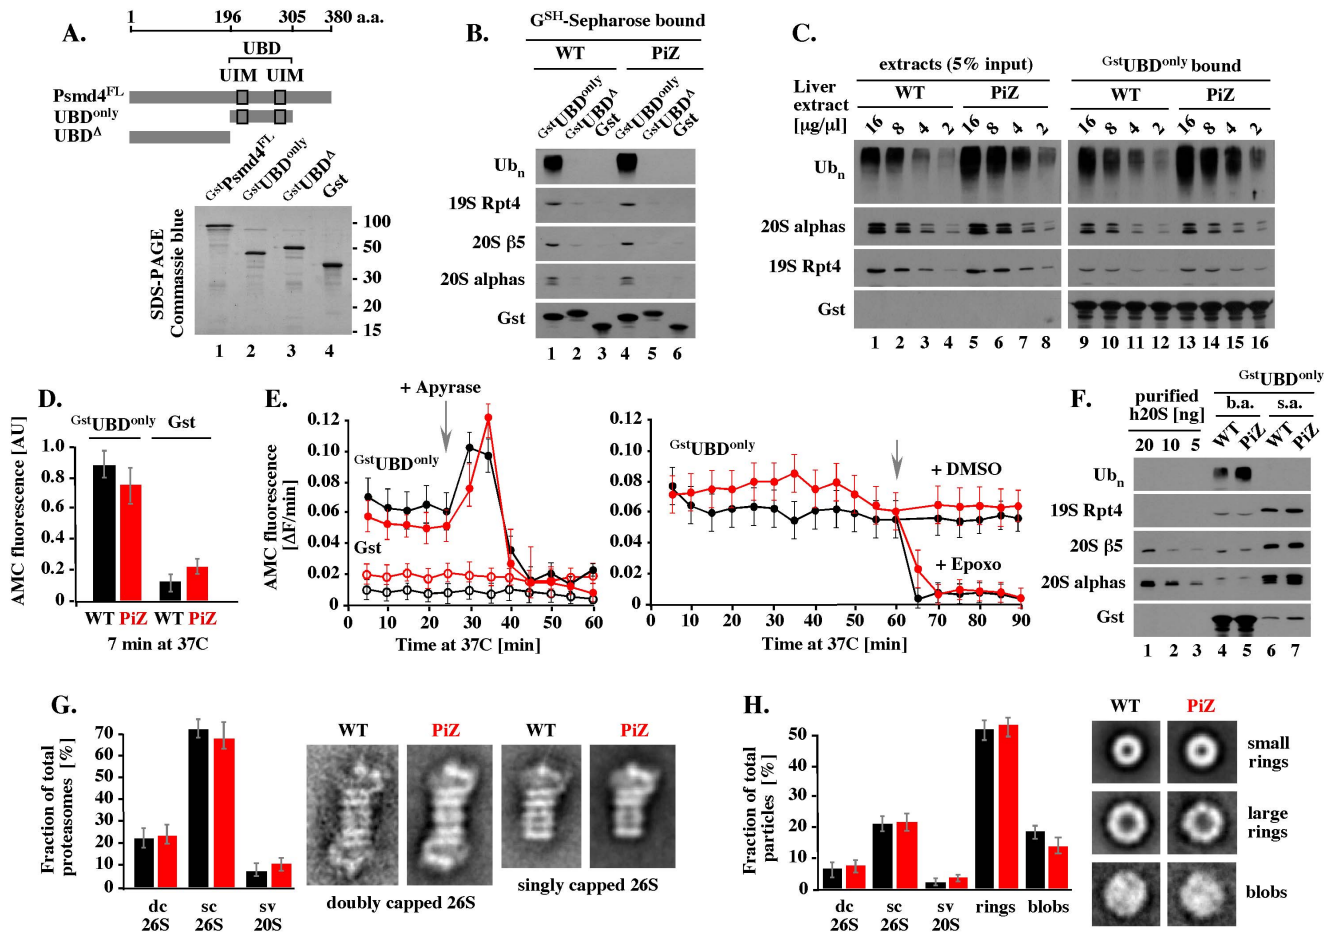 A.
1 196 305 380 a.a.
UBD
UIM UIM
Psmd4FL
UBDonly
UBDΔ
GstPsmd4FL GstUBDonly GstUBDΔ Gst
SDS-PAGE
Commassie blue
- 100
- 50
- 30
- 20
- 15
1 2 3 4
B.
GSH-Sepharose bound
WT PiZ
GstUBDonly GstUBDΔ Gst GstUBDonly GstUBDΔ Gst
Ubn
19S Rpt4
20S β5
20S alphas
Gst
1 2 3 4 5 6
C.
extracts (5% input) GstUBDonly bound
Liver
extract
[µg/µl]
WT PiZ WT PiZ
16 8 4 2 16 8 4 2 16 8 4 2 16 8 4 2
Ubn
20S alphas
19S Rpt4
Gst
1 2 3 4 5 6 7 8 9 10 11 12 13 14 15 16
D.
GstUBDonly Gst
AMC fluorescence [AU]
1.0
0.8
0.6
0.4
0.2
0
WT PiZ WT PiZ
7 min at 37C
E.
+ Apyrase
AMC fluorescence
[ΔF/min]
0.12
0.10
0.08
0.06
0.04
0.02
0
GstUBDonly
Gst
0 10 20 30 40 50 60
Time at 37C [min]
0.12
0.10
0.08
0.06
0.04
0.02
0
GstUBDonly
+ DMSO
+ Epoxo
0 10 20 30 40 50 60 70 80 90
Time at 37C [min]
F.
GstUBDonly
purified
h20S [ng]
b.a. s.a.
20 10 5 WT PiZ WT PiZ
Ubn
19S Rpt4
20S β5
20S alphas
Gst
1 2 3 4 5 6 7
G.
Fraction of total
proteasomes [%]
70
60
50
40
30
20
10
0
dc
26S
sc
26S
sv
20S
WT PiZ WT PiZ
doubly capped 26S
singly capped 26S
H.
Fraction of total
particles [%]
50
40
30
20
10
0
dc
26S
sc
26S
sv
20S
rings blobs
WT PiZ
small
rings
large
rings
blobs